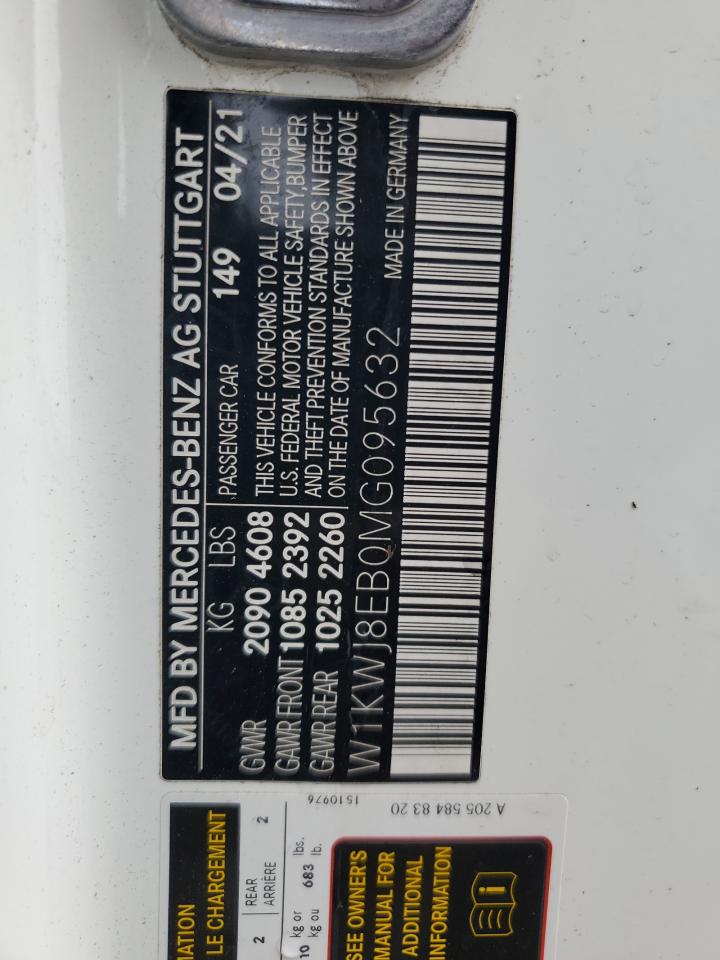 MFD BY MERCEDES-BENZ AG STUTTGART
KG LBS
GVWR 2090 4608
GAWR FRONT 1085 2392
GAWR REAR 1025 2260
PASSENGER CAR 149 04/21
THIS VEHICLE CONFORMS TO ALL APPLICABLE
U.S. FEDERAL MOTOR VEHICLE SAFETY,BUMPER
AND THEFT PREVENTION STANDARDS IN EFFECT
ON THE DATE OF MANUFACTURE SHOWN ABOVE
W1KWJ8EB0MG095632
MADE IN GERMANY
LE CHARGEMENT
2 REAR 2
ARRIÈRE
kg or lbs.
kg ou 683 lb.
1510976
A 205 584 83 20
SEE OWNER'S
MANUAL FOR
ADDITIONAL
INFORMATION